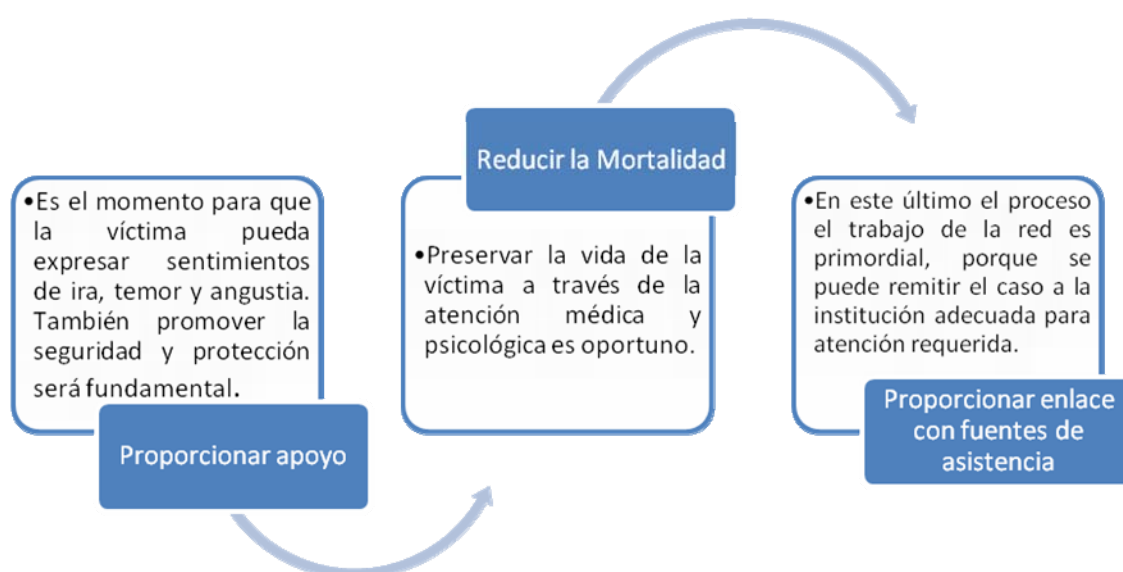 •Es el momento para que
la víctima pueda
expresar sentimientos
de ira, temor y angustia.
También promover la
seguridad y protección
será fundamental.
Proporcionar apoyo
Reducir la Mortalidad
•Preservar la vida de la
víctima a través de la
atención médica y
psicológica es oportuno.
•En este último el proceso
el trabajo de la red es
primordial, porque se
puede remitir el caso a la
institución adecuada para
atención requerida.
Proporcionar enlace
con fuentes de
asistencia